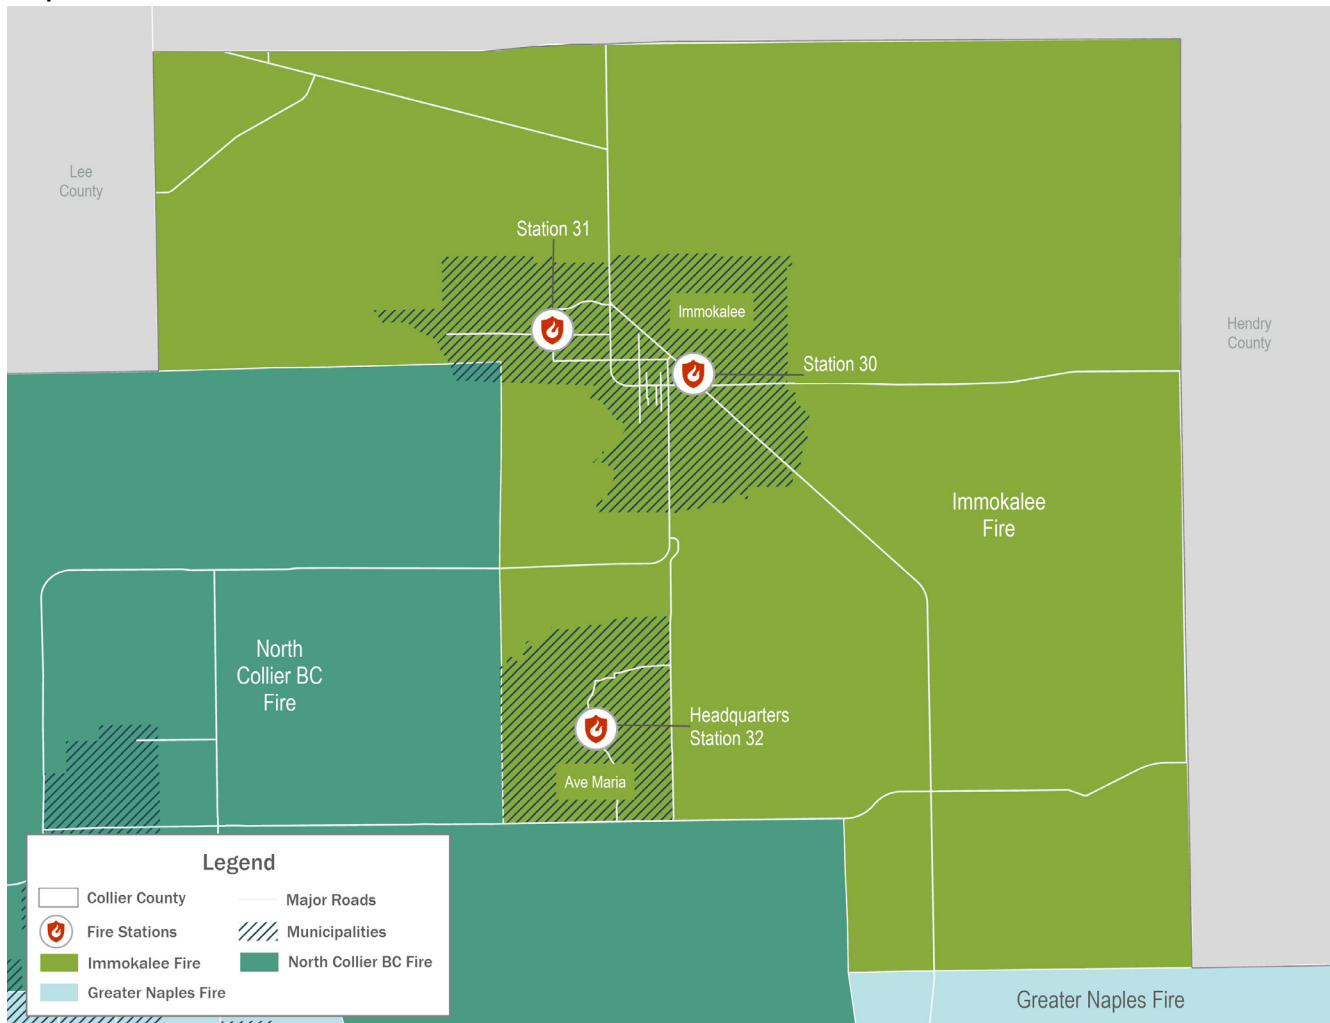 Lee
County
Station 31
Immokalee
Hendry
County
Station 30
Immokalee
Fire
North
Collier BC
Fire
Headquarters
Station 32
Ave Maria
Legend
Collier County
Major Roads
Fire Stations
Municipalities
Immokalee Fire
North Collier BC Fire
Greater Naples Fire
Greater Naples Fire